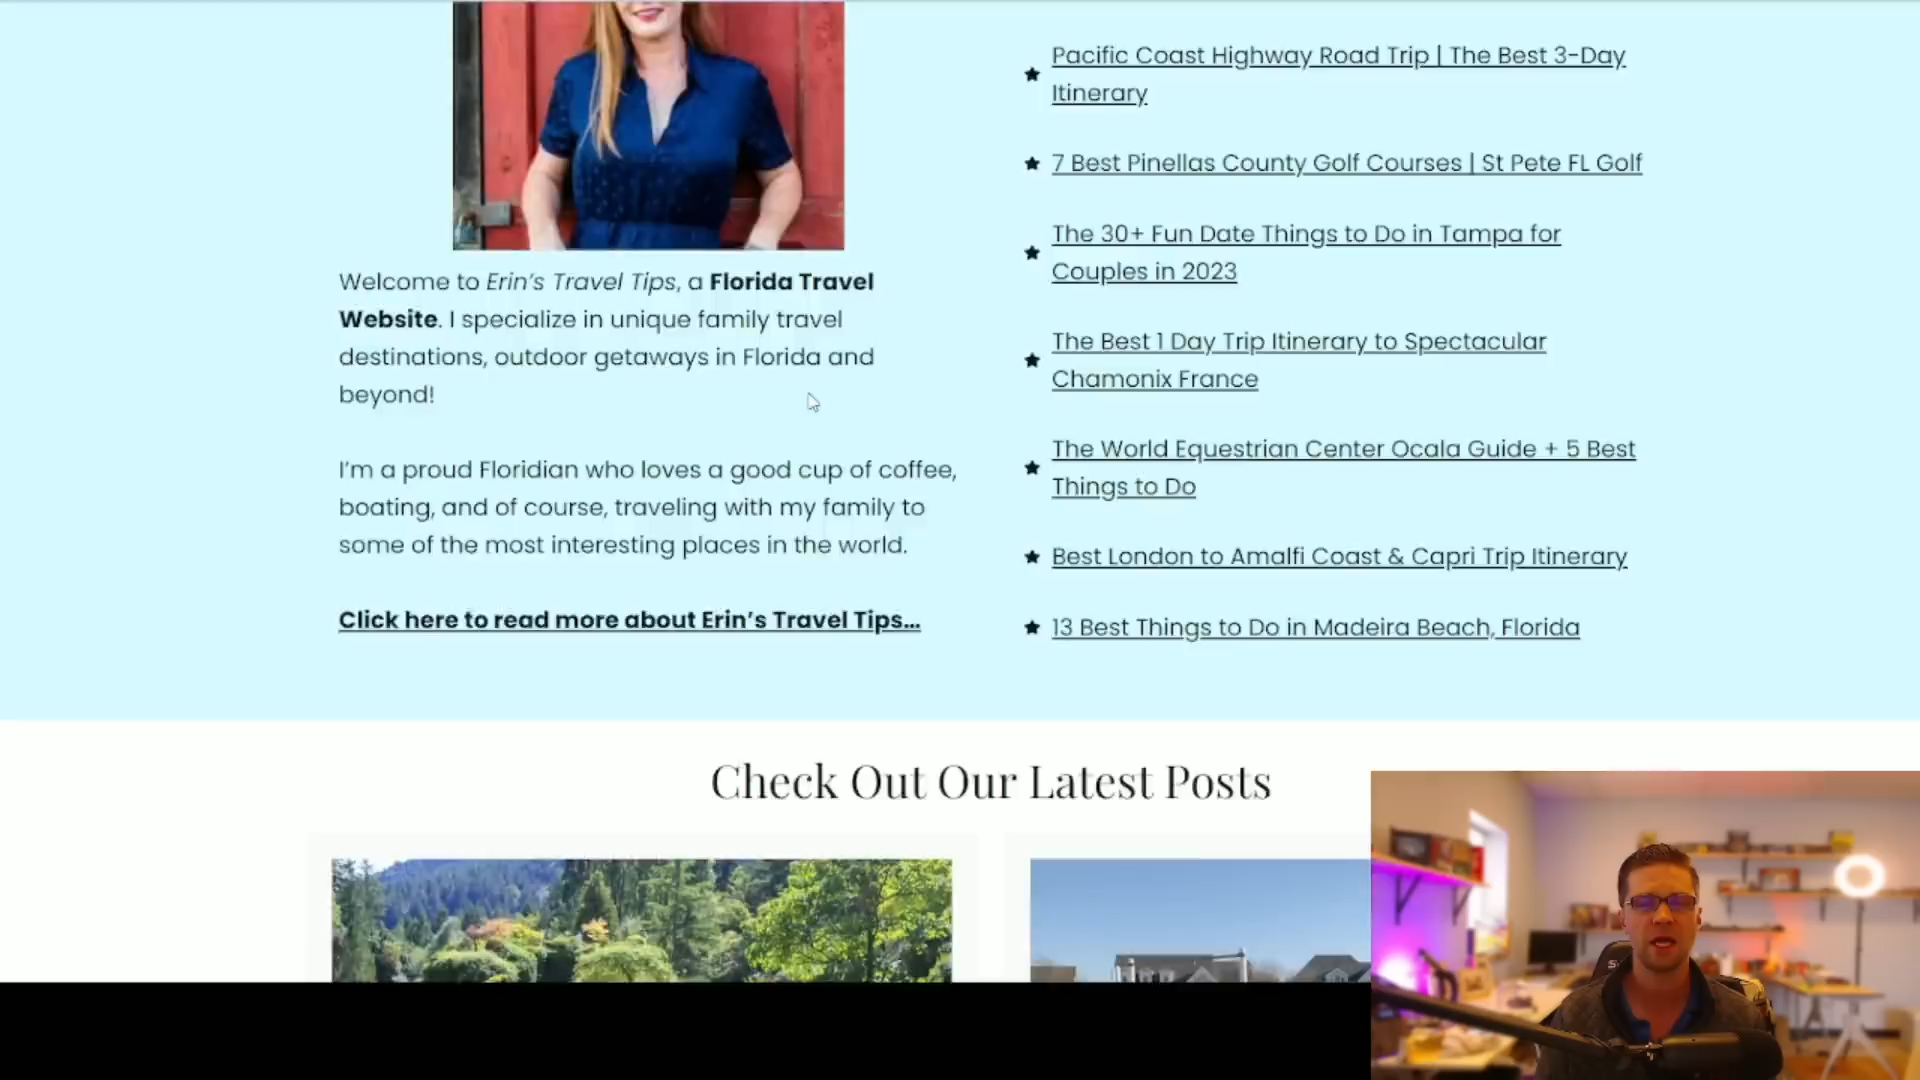 Welcome to Erin's Travel Tips, a Florida Travel
Website. I specialize in unique family travel
destinations, outdoor getaways in Florida and
beyond!
I'm a proud Floridian who loves a good cup of coffee,
boating, and of course, traveling with my family to
some of the most interesting places in the world.
Click here to read more about Erin's Travel Tips...
Pacific Coast Highway Road Trip | The Best 3-Day
Itinerary
7 Best Pinellas County Golf Courses | St Pete FL Golf
The 30+ Fun Date Things to Do in Tampa for
Couples in 2023
The Best 1 Day Trip Itinerary to Spectacular
Chamonix France
The World Equestrian Center Ocala Guide + 5 Best
Things to Do
Best London to Amalfi Coast & Capri Trip Itinerary
13 Best Things to Do in Madeira Beach, Florida
Check Out Our Latest Posts